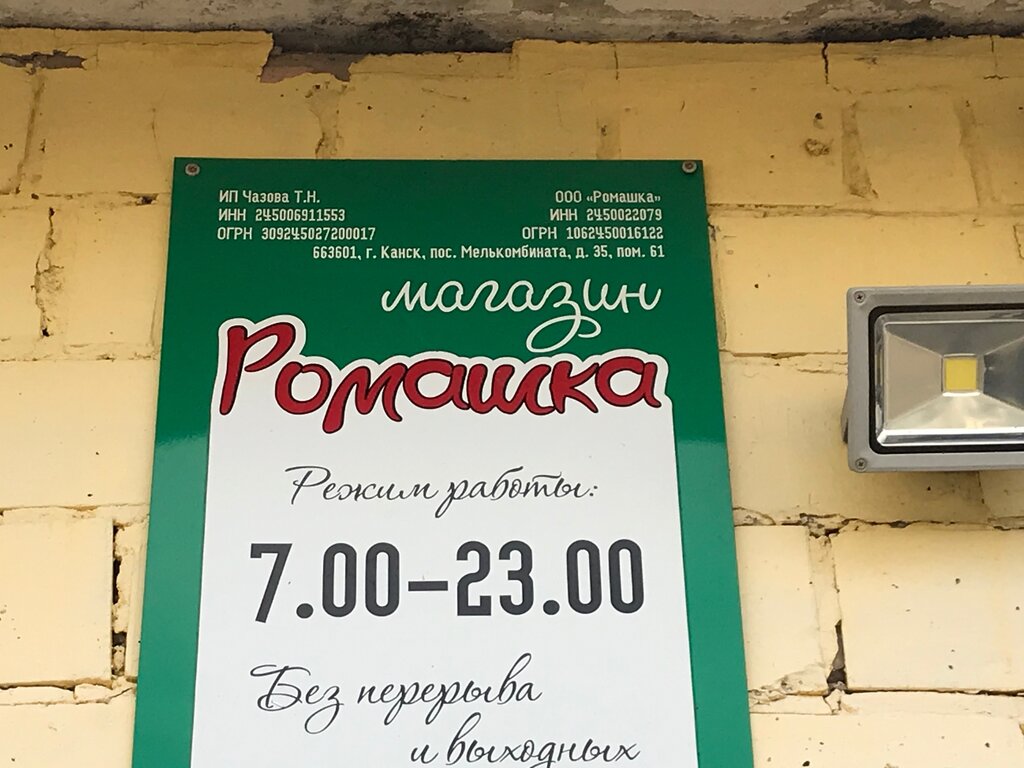 ИП Чазова Т.Н.
ИНН 245006911553
ОГРН 309245027200017
ООО «Ромашка»
ИНН 2450022079
ОГРН 1062450016122
663601, г. Канск, пос. Мелькомбината, д. 35, пом. 61
магазин
Ромашка
Режим работы:
7.00–23.00
Без перерыва
и выходных